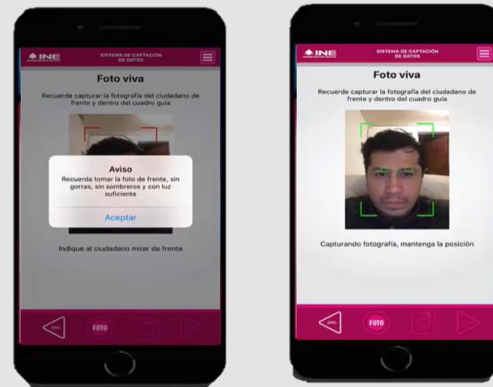 INE
SISTEMA DE CAPTACIÓN
DE DATOS
Foto viva
Recuerde capturar la fotografía del ciudadano de
frente y dentro del cuadro guía
Aviso
Recuerda tomar la foto de frente, sin
gorras, sin sombreros y con luz
suficiente
Aceptar
Indique al ciudadano mirar de frente
FOTO
INE
SISTEMA DE CAPTACIÓN
DE DATOS
Foto viva
Recuerde capturar la fotografía del ciudadano de
frente y dentro del cuadro guía
Capturando fotografía, mantenga la posición
FOTO